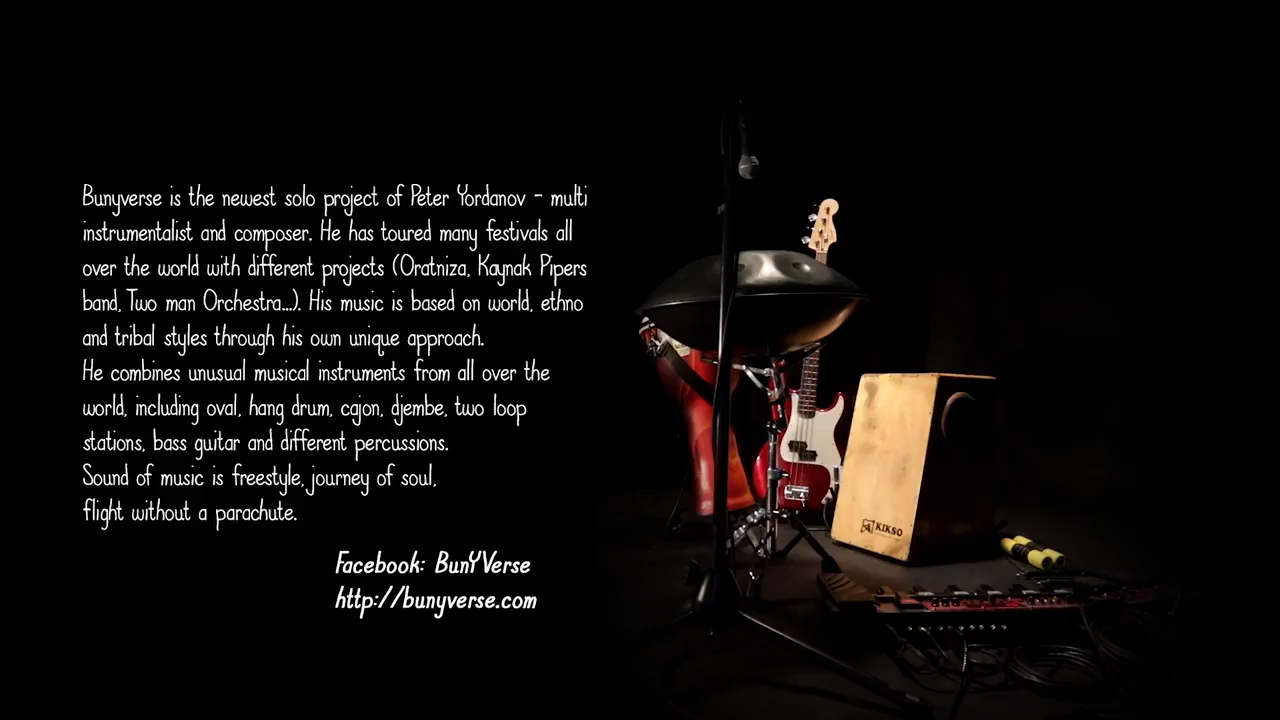 Bunyverse is the newest solo project of Peter Yordanov - multi
instrumentalist and composer. He has toured many festivals all
over the world with different projects (Oratniza, Kaynak Pipers
band, Two man Orchestra...). His music is based on world, ethno
and tribal styles through his own unique approach.
He combines unusual musical instruments from all over the
world, including oval, hang drum, cajon, djembe, two loop
stations, bass guitar and different percussions.
Sound of music is freestyle, journey of soul,
flight without a parachute.
Facebook: BunYVerse
http://bunyverse.com
KIKSO